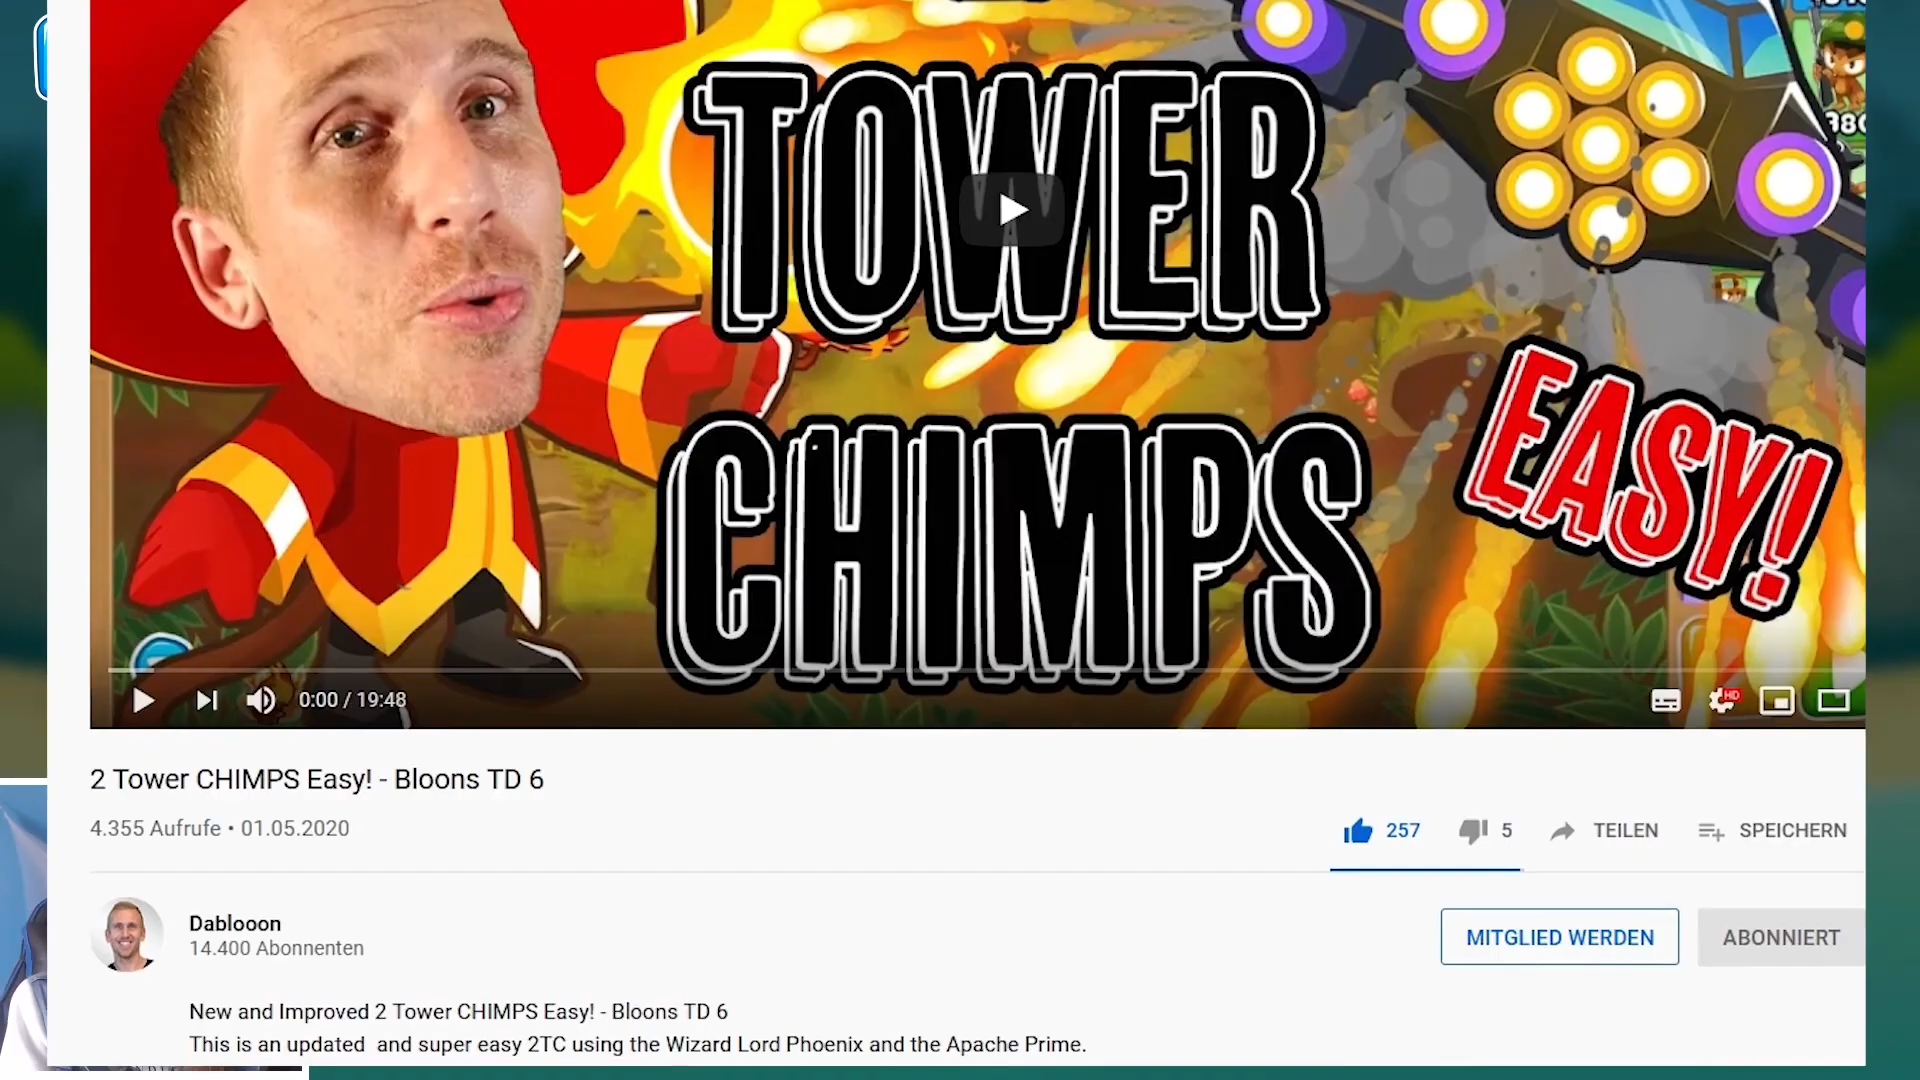 TOWER
CHIMPS
EASY!
0:00 / 19:48
HD
2 Tower CHIMPS Easy! - Bloons TD 6
4.355 Aufrufe • 01.05.2020
257
5
TEILEN
SPEICHERN
Dablooon
14.400 Abonnenten
MITGLIED WERDEN
ABONNIERT
New and Improved 2 Tower CHIMPS Easy! - Bloons TD 6
This is an updated and super easy 2TC using the Wizard Lord Phoenix and the Apache Prime.